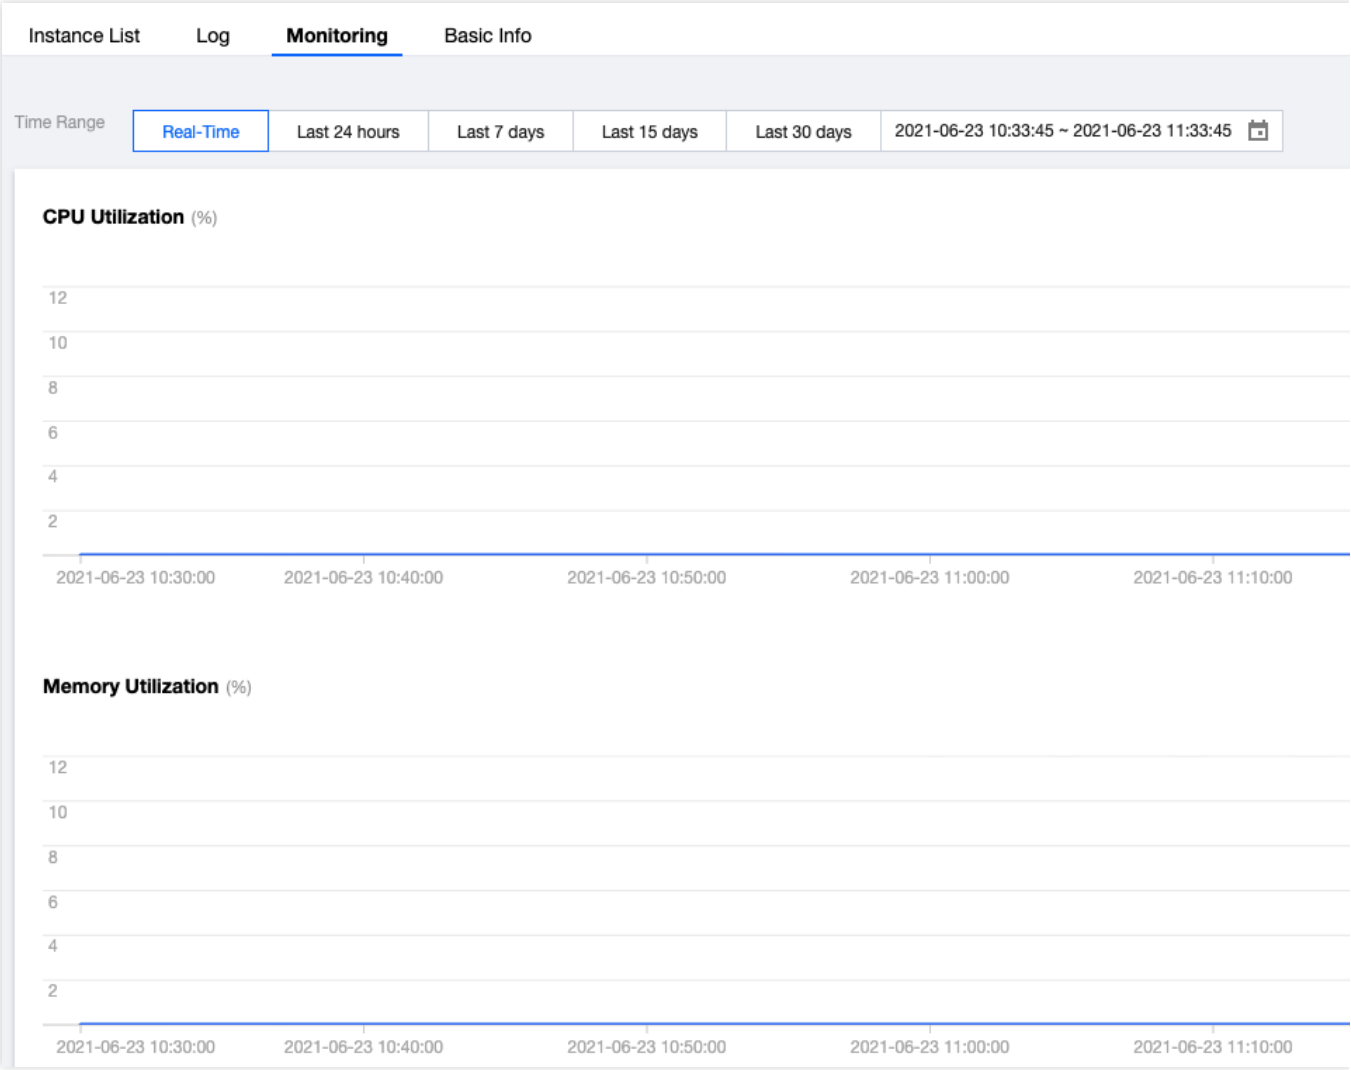 Instance List Log Monitoring Basic Info
Time Range Real-Time Last 24 hours Last 7 days Last 15 days Last 30 days 2021-06-23 10:33:45 ~ 2021-06-23 11:33:45
CPU Utilization (%)
12
10
8
6
4
2
2021-06-23 10:30:00 2021-06-23 10:40:00 2021-06-23 10:50:00 2021-06-23 11:00:00 2021-06-23 11:10:00
Memory Utilization (%)
12
10
8
6
4
2
2021-06-23 10:30:00 2021-06-23 10:40:00 2021-06-23 10:50:00 2021-06-23 11:00:00 2021-06-23 11:10:00